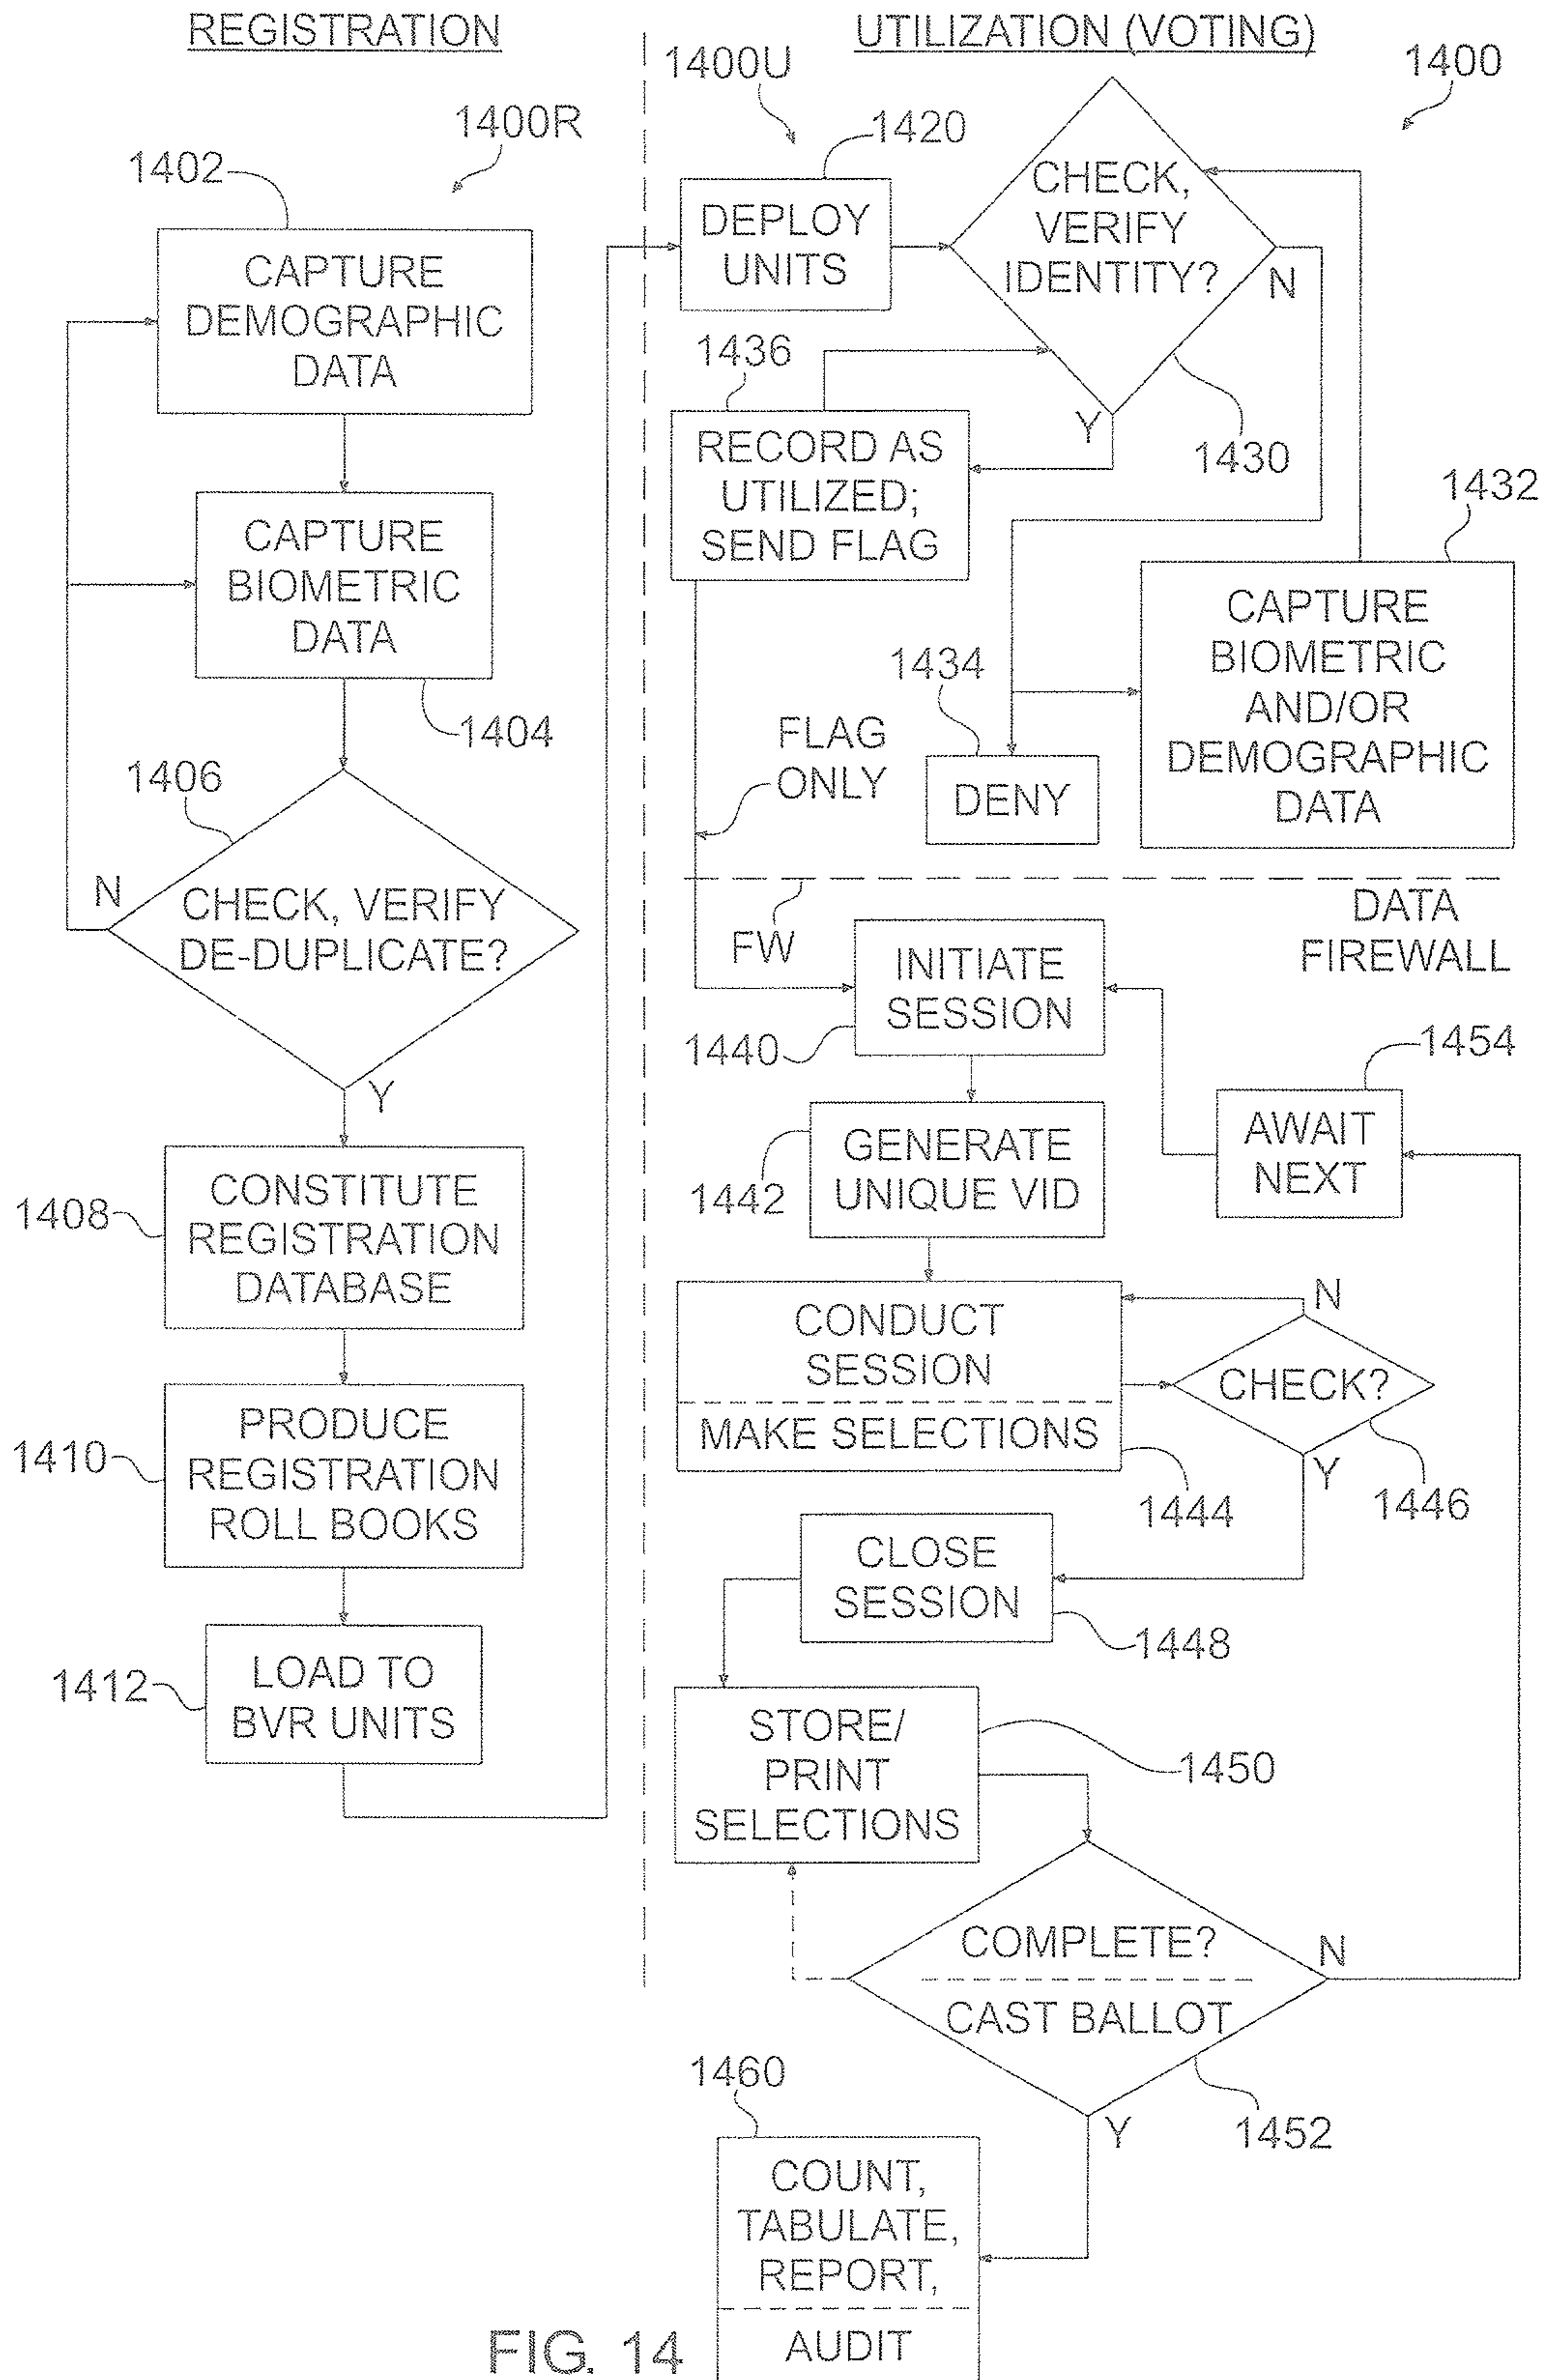 REGISTRATION
1400R
1402
CAPTURE
DEMOGRAPHIC
DATA
CAPTURE
BIOMETRIC
DATA
1404
1406
N
CHECK, VERIFY
DE-DUPLICATE?
Y
1408
CONSTITUTE
REGISTRATION
DATABASE
1410
PRODUCE
REGISTRATION
ROLL BOOKS
1412
LOAD TO
BVR UNITS
UTILIZATION (VOTING)
1400U
1400
1420
DEPLOY
UNITS
CHECK,
VERIFY
IDENTITY?
N
Y
1430
1436
RECORD AS
UTILIZED;
SEND FLAG
1432
CAPTURE
BIOMETRIC
AND/OR
DEMOGRAPHIC
DATA
1434
DENY
FLAG
ONLY
FW
DATA
FIREWALL
INITIATE
SESSION
1440
1454
AWAIT
NEXT
1442
GENERATE
UNIQUE VID
CONDUCT
SESSION
MAKE SELECTIONS
1444
N
CHECK?
Y
1446
CLOSE
SESSION
1448
STORE/
PRINT
SELECTIONS
1450
COMPLETE?
CAST BALLOT
N
Y
1452
1460
COUNT,
TABULATE,
REPORT,
AUDIT
FIG. 14